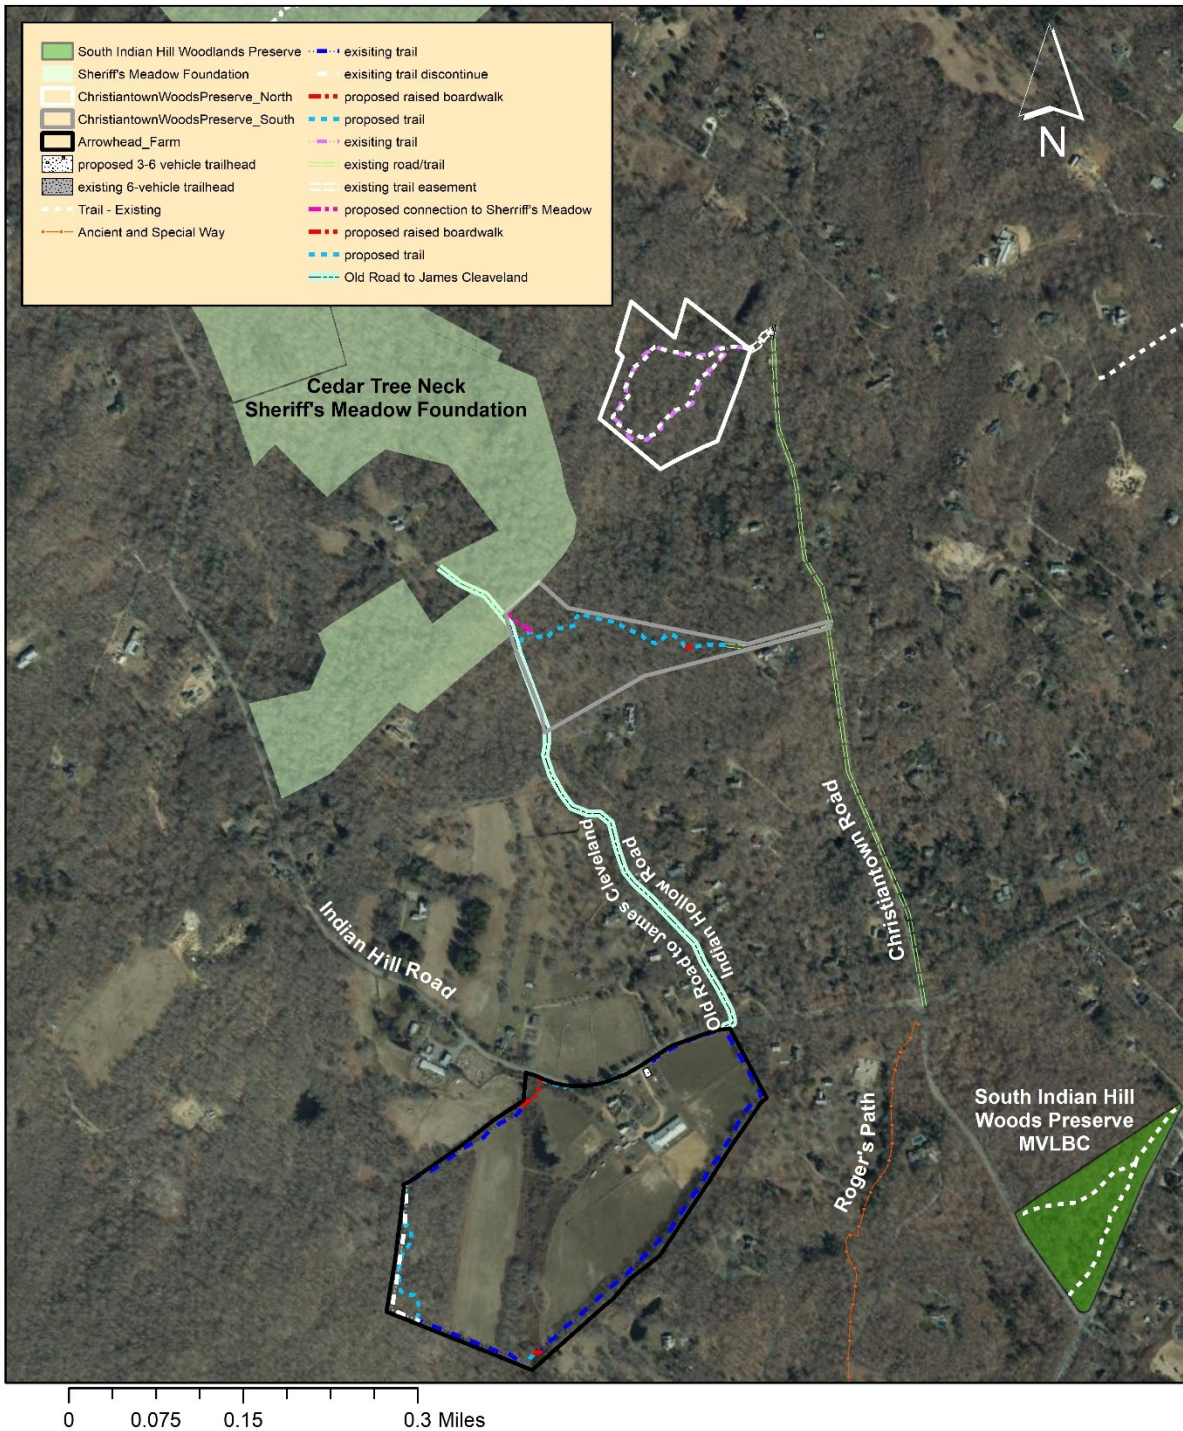 South Indian Hill Woodlands Preserve
Sheriff's Meadow Foundation
ChristiantownWoodsPreserve_North
ChristiantownWoodsPreserve_South
Arrowhead_Farm
proposed 3-6 vehicle trailhead
existing 6-vehicle trailhead
Trail - Existing
Ancient and Special Way
exisiting trail
exisiting trail discontinue
proposed raised boardwalk
proposed trail
exisiting trail
existing road/trail
existing trail easement
proposed connection to Sherriff's Meadow
proposed raised boardwalk
proposed trail
Old Road to James Cleaveland
N
Cedar Tree Neck
Sheriff's Meadow Foundation
Christiantown Road
Indian Hollow Road
Old Road to James Cleveland
Indian Hill Road
Roger's Path
South Indian Hill
Woods Preserve
MVLBC
0 0.075 0.15 0.3 Miles